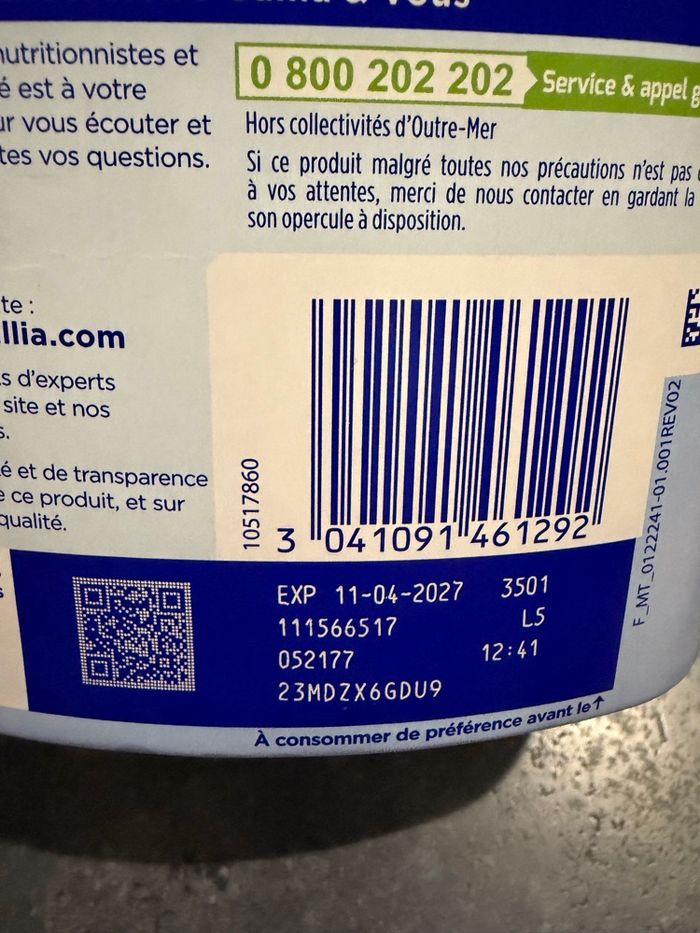 & Vous
nutritionnistes et
é est à votre
ur vous écouter et
tes vos questions.
0 800 202 202 Service & appel g
Hors collectivités d'Outre-Mer
Si ce produit malgré toutes nos précautions n'est pas
à vos attentes, merci de nous contacter en gardant la
son opercule à disposition.
te :
llia.com
s d'experts
site et nos
s.
é et de transparence
e ce produit, et sur
qualité.
10517860
3 041091 461292
F_MT_0122241-01.001REV02
EXP 11-04-2027 3501
111566517 L5
052177 12:41
23MDZX6GDU9
À consommer de préférence avant le↑